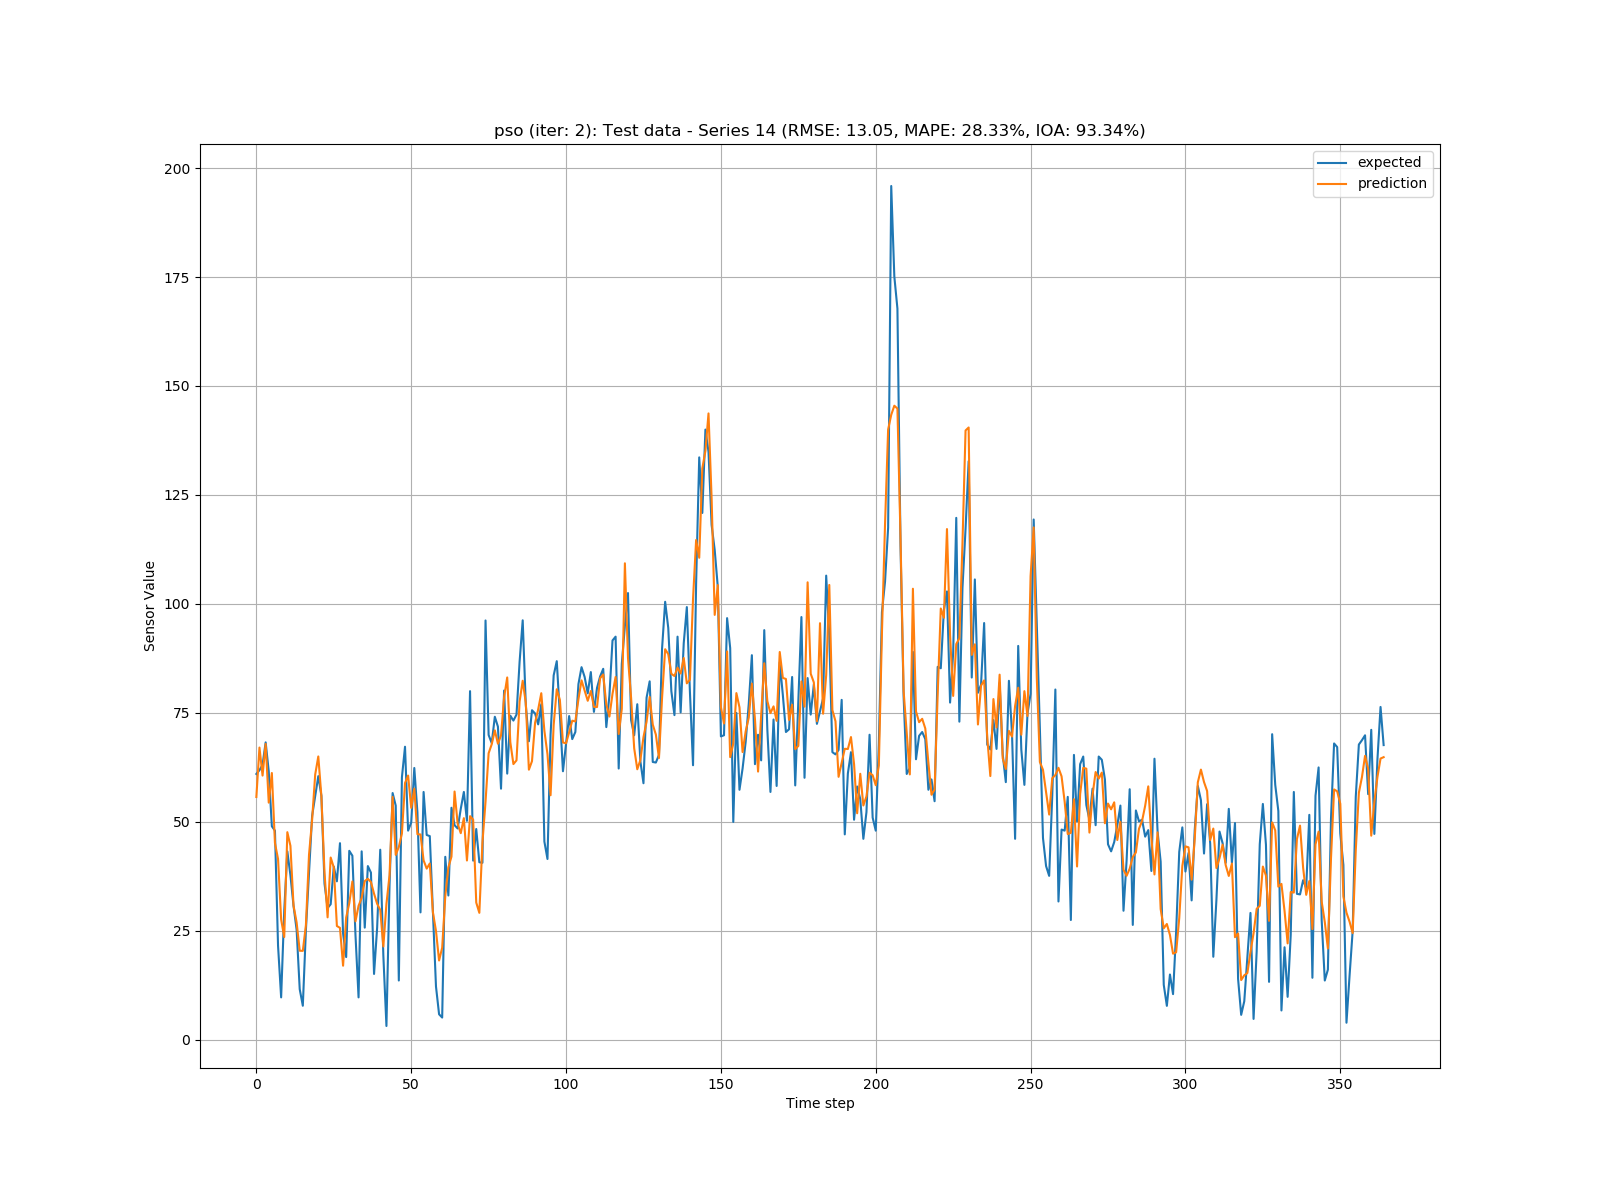 pso (iter: 2): Test data - Series 14 (RMSE: 13.05, MAPE: 28.33%, IOA: 93.34%)
expected
prediction
200
175
150
125
100
75
50
25
0
Sensor Value
0 50 100 150 200 250 300 350
Time step